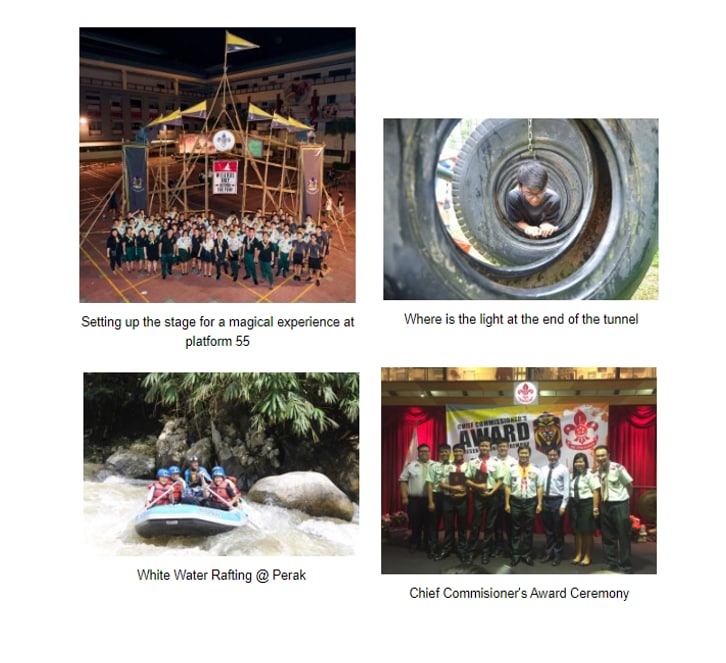 Setting up the stage for a magical experience at
platform 55
Where is the light at the end of the tunnel
CHIEF COMMISSIONER'S
AWARD
White Water Rafting @ Perak
Chief Commisioner's Award Ceremony